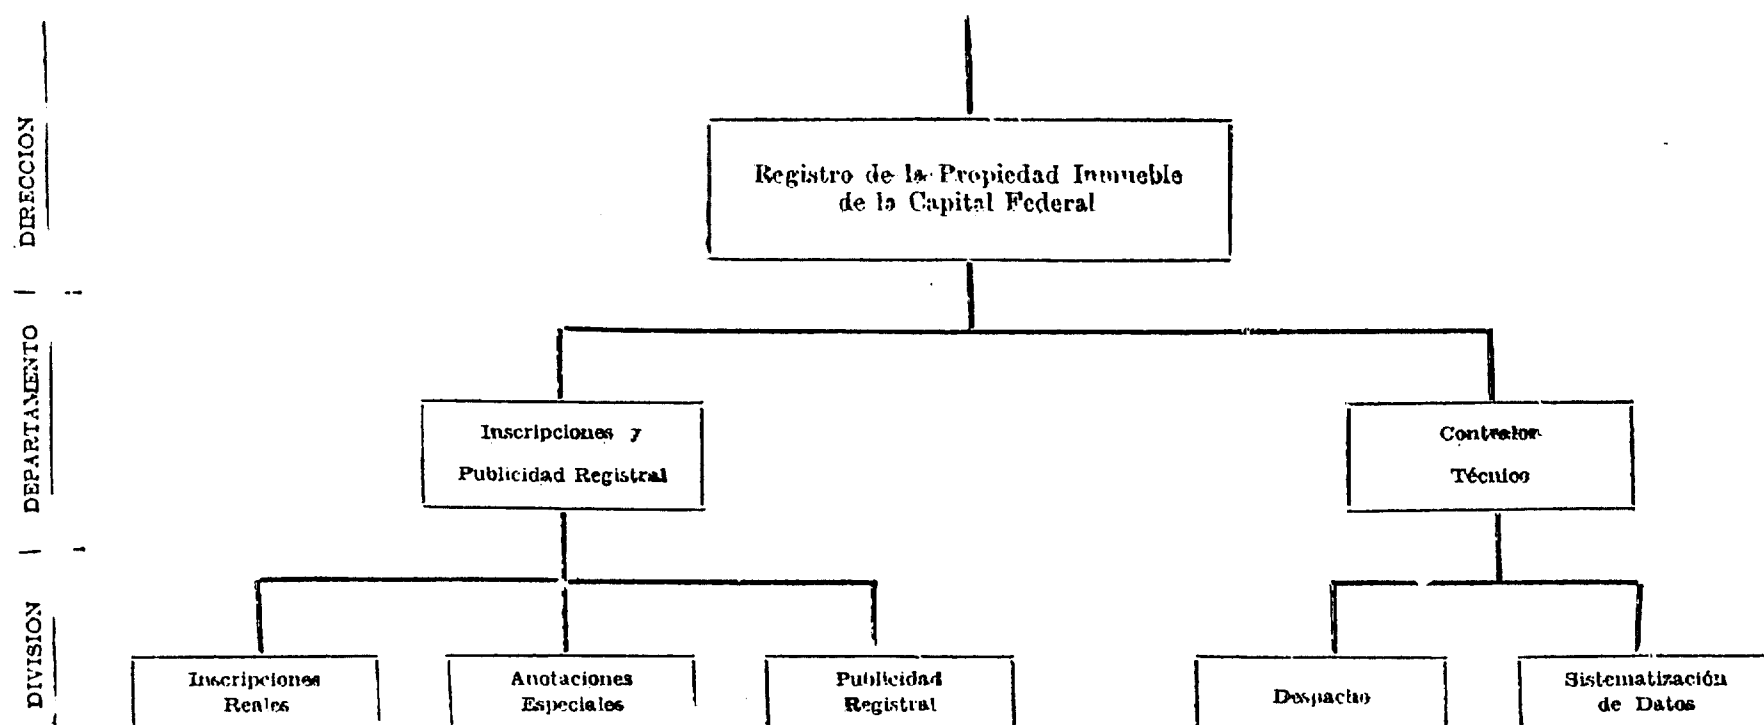 DIRECCION
Registro de la Propiedad Inmueble
de la Capital Federal
DEPARTAMENTO
Inscripciones y
Publicidad Registral
Contralor
Técnico
DIVISION
Inscripciones
Reales
Anotaciones
Especiales
Publicidad
Registral
Despacho
Sistematización
de Datos